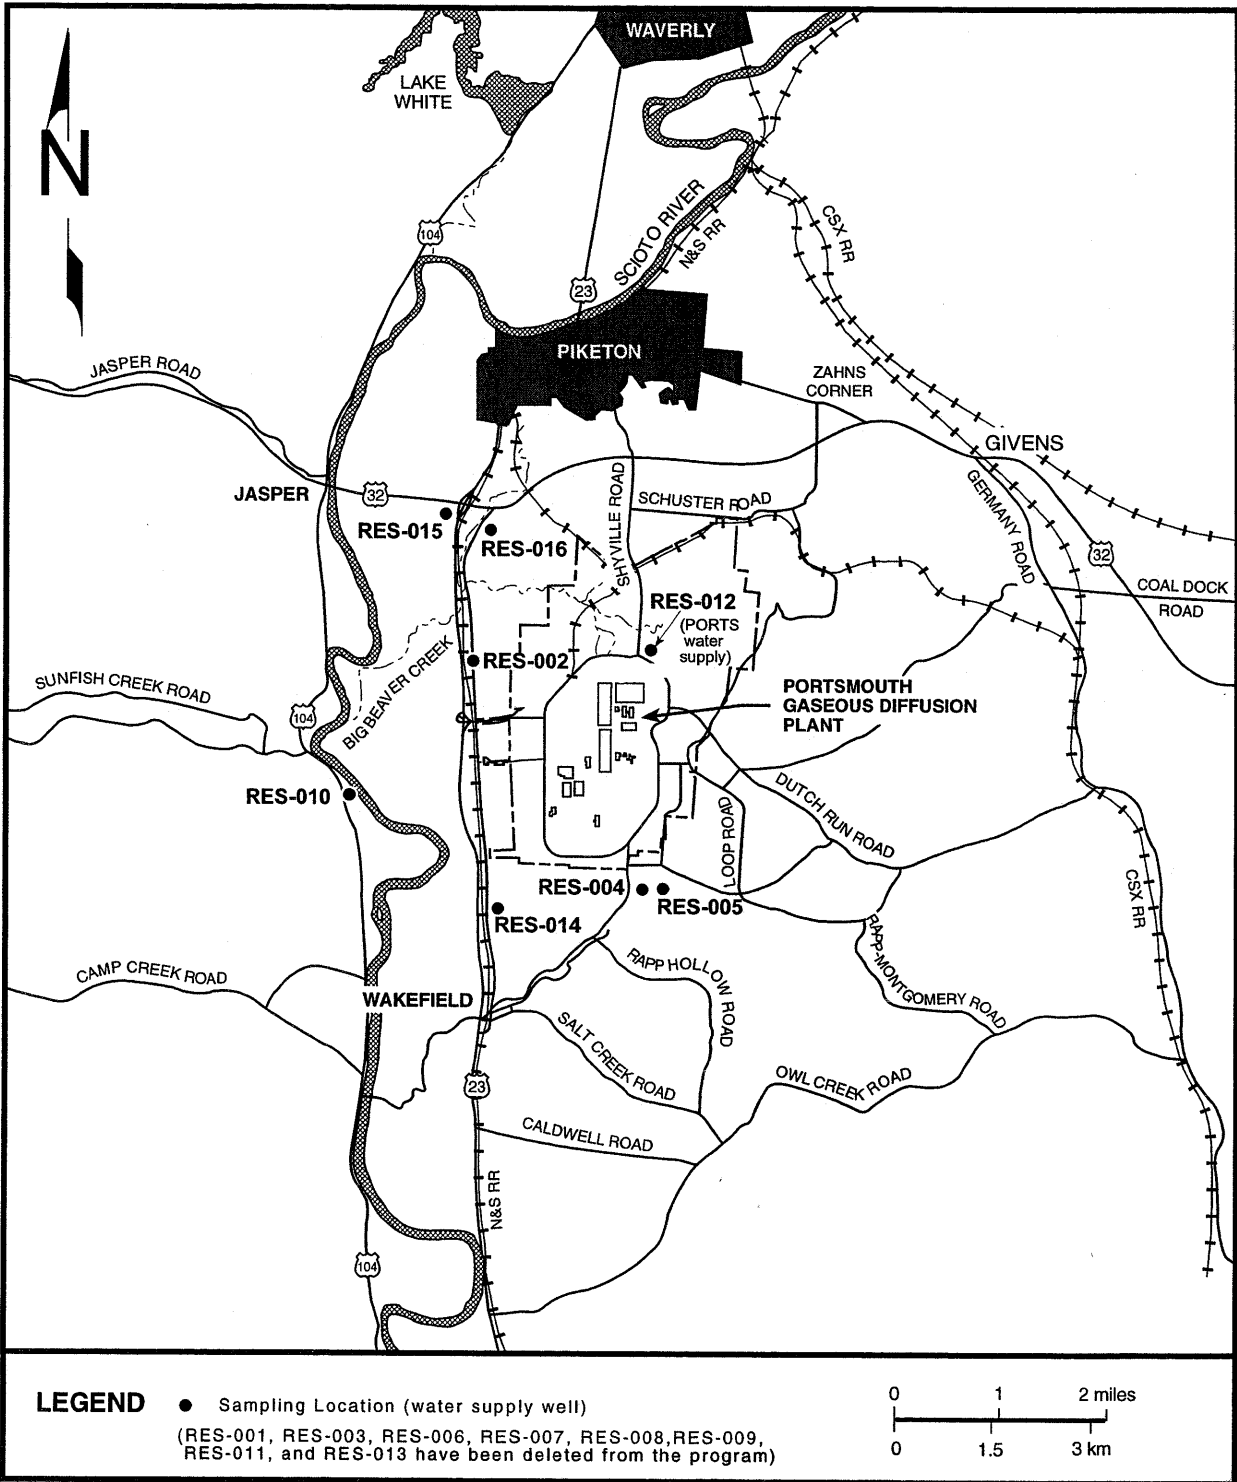 WAVERLY
LAKE
WHITE
N
SCIOTO RIVER
N&S RR
CSX RR
104
23
PIKETON
JASPER ROAD
ZAHNS
CORNER
GIVENS
JASPER
32
SHYVILLE ROAD
SCHUSTER ROAD
GERMANY ROAD
RES-015
RES-016
32
COAL DOCK
ROAD
RES-012
(PORTS
water
supply)
RES-002
BIG BEAVER CREEK
SUNFISH CREEK ROAD
104
PORTSMOUTH
GASEOUS DIFFUSION
PLANT
RES-010
LOOP ROAD
DUTCH RUN ROAD
RES-004
RES-005
RES-014
CSX RR
RAPP-MONTGOMERY ROAD
RAPP HOLLOW ROAD
CAMP CREEK ROAD
WAKEFIELD
SALT CREEK ROAD
23
OWL CREEK ROAD
CALDWELL ROAD
N&S RR
104
LEGEND
Sampling Location (water supply well)
(RES-001, RES-003, RES-006, RES-007, RES-008,RES-009,
RES-011, and RES-013 have been deleted from the program)
0 1 2 miles
0 1.5 3 km